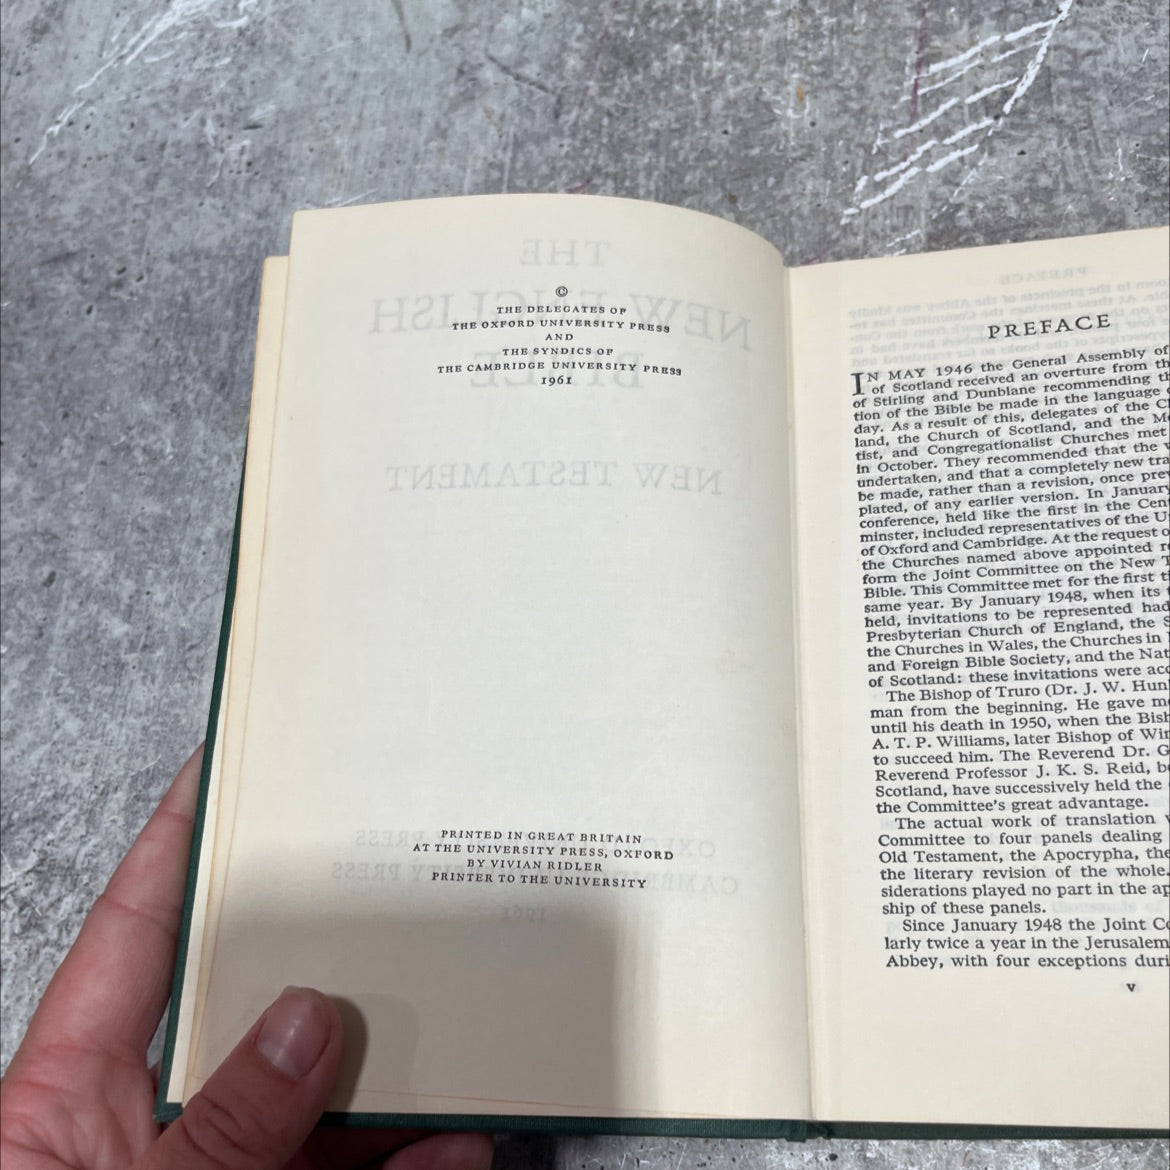 ©
THE DELEGATES OF
THE OXFORD UNIVERSITY PRESS
AND
THE SYNDICS OF
THE CAMBRIDGE UNIVERSITY PRESS
1961
PRINTED IN GREAT BRITAIN
AT THE UNIVERSITY PRESS, OXFORD
BY VIVIAN RIDLER
PRINTER TO THE UNIVERSITY
PREFACE
IN MAY 1946 the General Assembly of
of Scotland received an overture from
of Stirling and Dunblane recommending
tion of the Bible be made in the language
day. As a result of this, delegates of the
land, the Church of Scotland, and the
tist, and Congregationalist Churches met
in October. They recommended that the
undertaken, and that a completely new
be made, rather than a revision, once
plated, of any earlier version. In January
conference, held like the first in the
minster, included representatives of the
of Oxford and Cambridge. At the request
the Churches named above appointed
form the Joint Committee on the New
Bible. This Committee met for the first
same year. By January 1948, when its
held, invitations to be represented had
Presbyterian Church of England, the
the Churches in Wales, the Churches in
and Foreign Bible Society, and the
of Scotland: these invitations were
The Bishop of Truro (Dr. J. W.
man from the beginning. He gave
until his death in 1950, when the
A. T. P. Williams, later Bishop of
to succeed him. The Reverend Dr. G
Reverend Professor J. K. S. Reid,
Scotland, have successively held the
the Committee's great advantage.
The actual work of translation
Committee to four panels dealing
Old Testament, the Apocrypha, the
the literary revision of the whole.
siderations played no part in the
ship of these panels.
Since January 1948 the Joint
larly twice a year in the Jerusalem
Abbey, with four exceptions
v